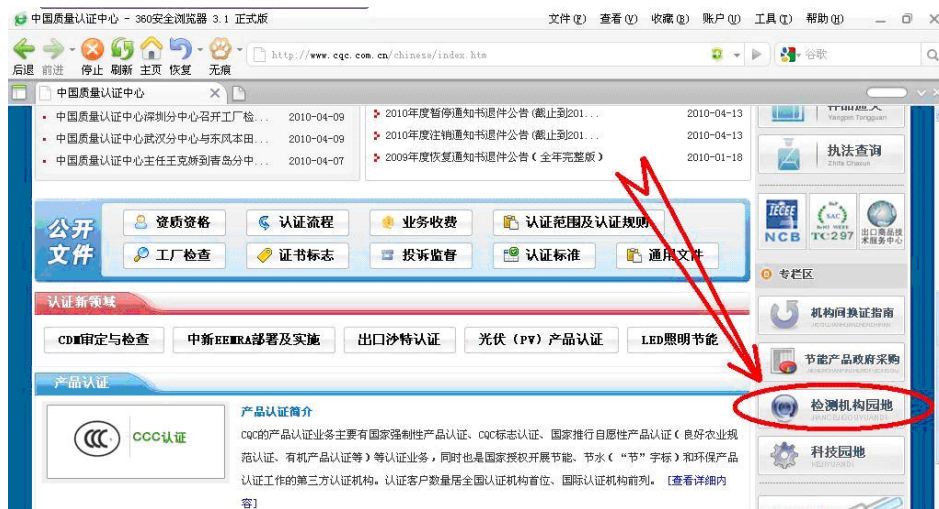 中国质量认证中心 - 360安全浏览器 3.1 正式版
文件(F) 查看(V) 收藏(B) 账户(U) 工具(T) 帮助(H)
后退 前进 停止 刷新 主页 恢复 无痕
http://www.cqc.com.cn/chinese/index.htm
谷歌
中国质量认证中心
中国质量认证中心深圳分中心召开工厂检... 2010-04-09
中国质量认证中心武汉分中心与东风本田... 2010-04-09
中国质量认证中心主任王克娇到青岛分中... 2010-04-07
2010年度暂停通知书退件公告(截止到201... 2010-04-13
2010年度注销通知书退件公告(截止到201... 2010-04-13
2009年度恢复通知书退件公告(全年完整版) 2010-01-18
公开文件
资质资格 认证流程 业务收费 认证范围及认证规则
工厂检查 证书标志 投诉监督 认证标准 通用文件
认证新领域
CDM审定与检查 中新EEMRA部署及实施 出口沙特认证 光伏(PV)产品认证 LED照明节能
产品认证
CCC认证
产品认证简介
CQC的产品认证业务主要有国家强制性产品认证、CQC标志认证、国家推行自愿性产品认证(良好农业规
范认证、有机产品认证等)等认证业务,同时也是国家授权开展节能、节水(“节”字标)和环保产品
认证工作的第三方认证机构。认证客户数量居全国认证机构首位、国际认证机构前列。 [查看详细内
容]
Yangpin Tongguan
执法查询
Zhifa Chaxun
IECEE
NCB
SAC
TC297
出口商品技
术服务中心
专栏区
机构间换证指南
节能产品政府采购
检测机构园地
JIANCEJIGOUYUANDI
科技园地
KEJIYUANDI